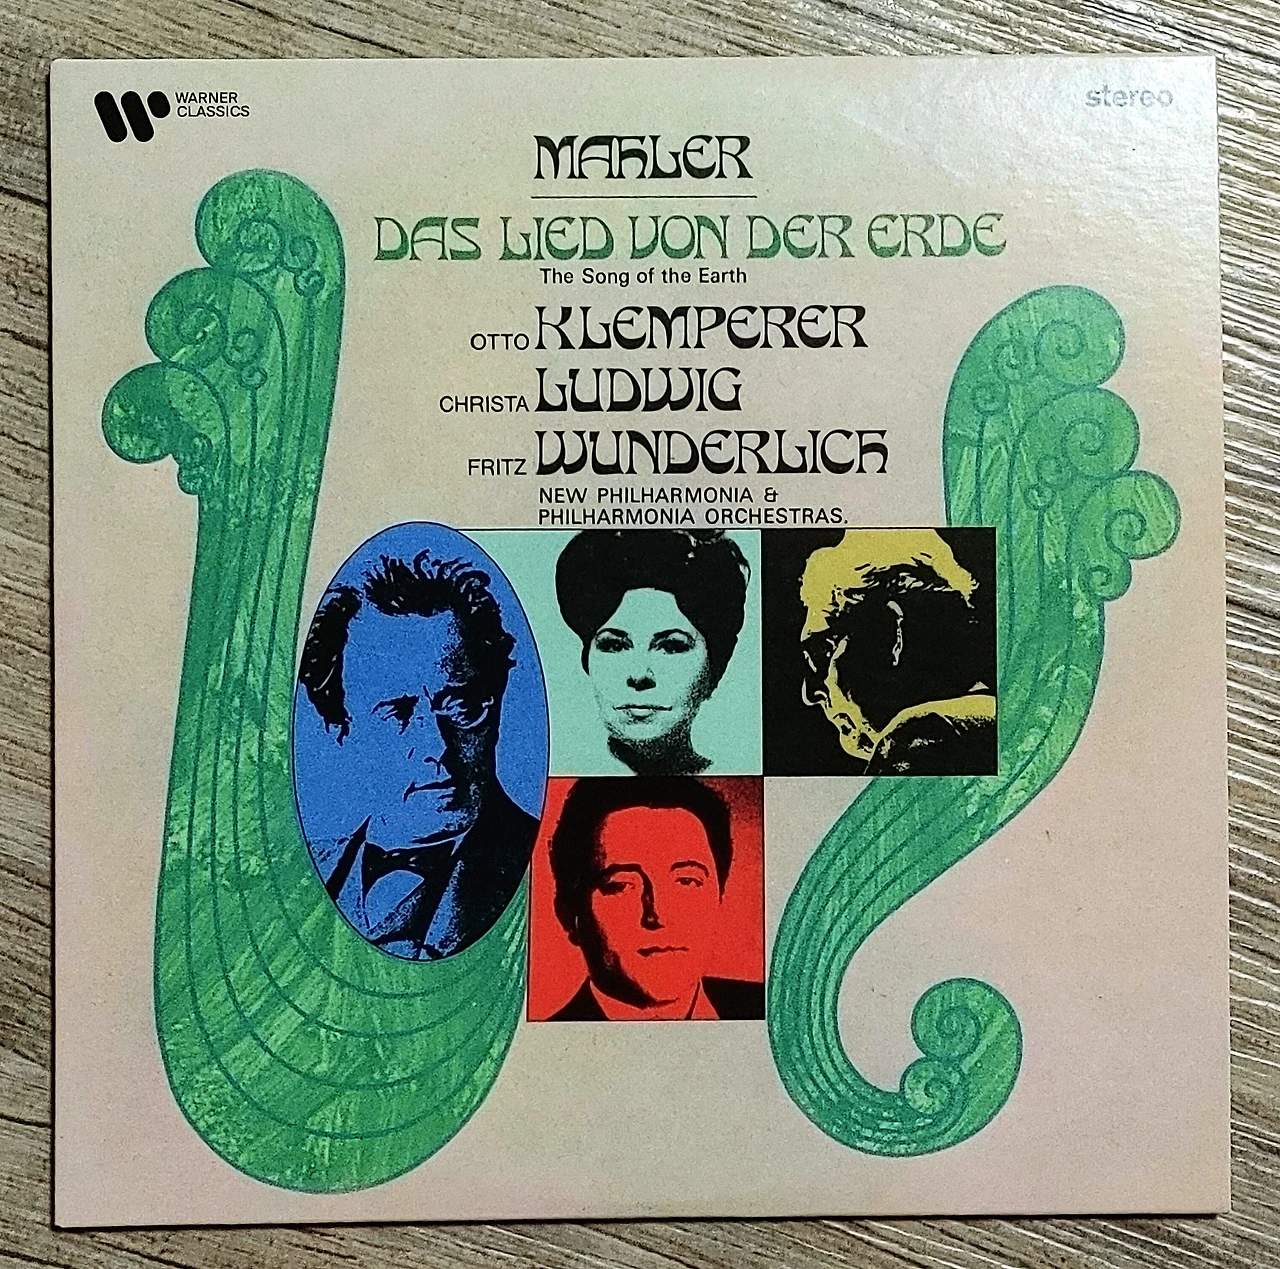 WARNER
CLASSICS
stereo
MAHLER
DAS LIED VON DER ERDE
The Song of the Earth
OTTO KLEMPERER
CHRISTA LUDWIG
FRITZ WUNDERLICH
NEW PHILHARMONIA &
PHILHARMONIA ORCHESTRAS.